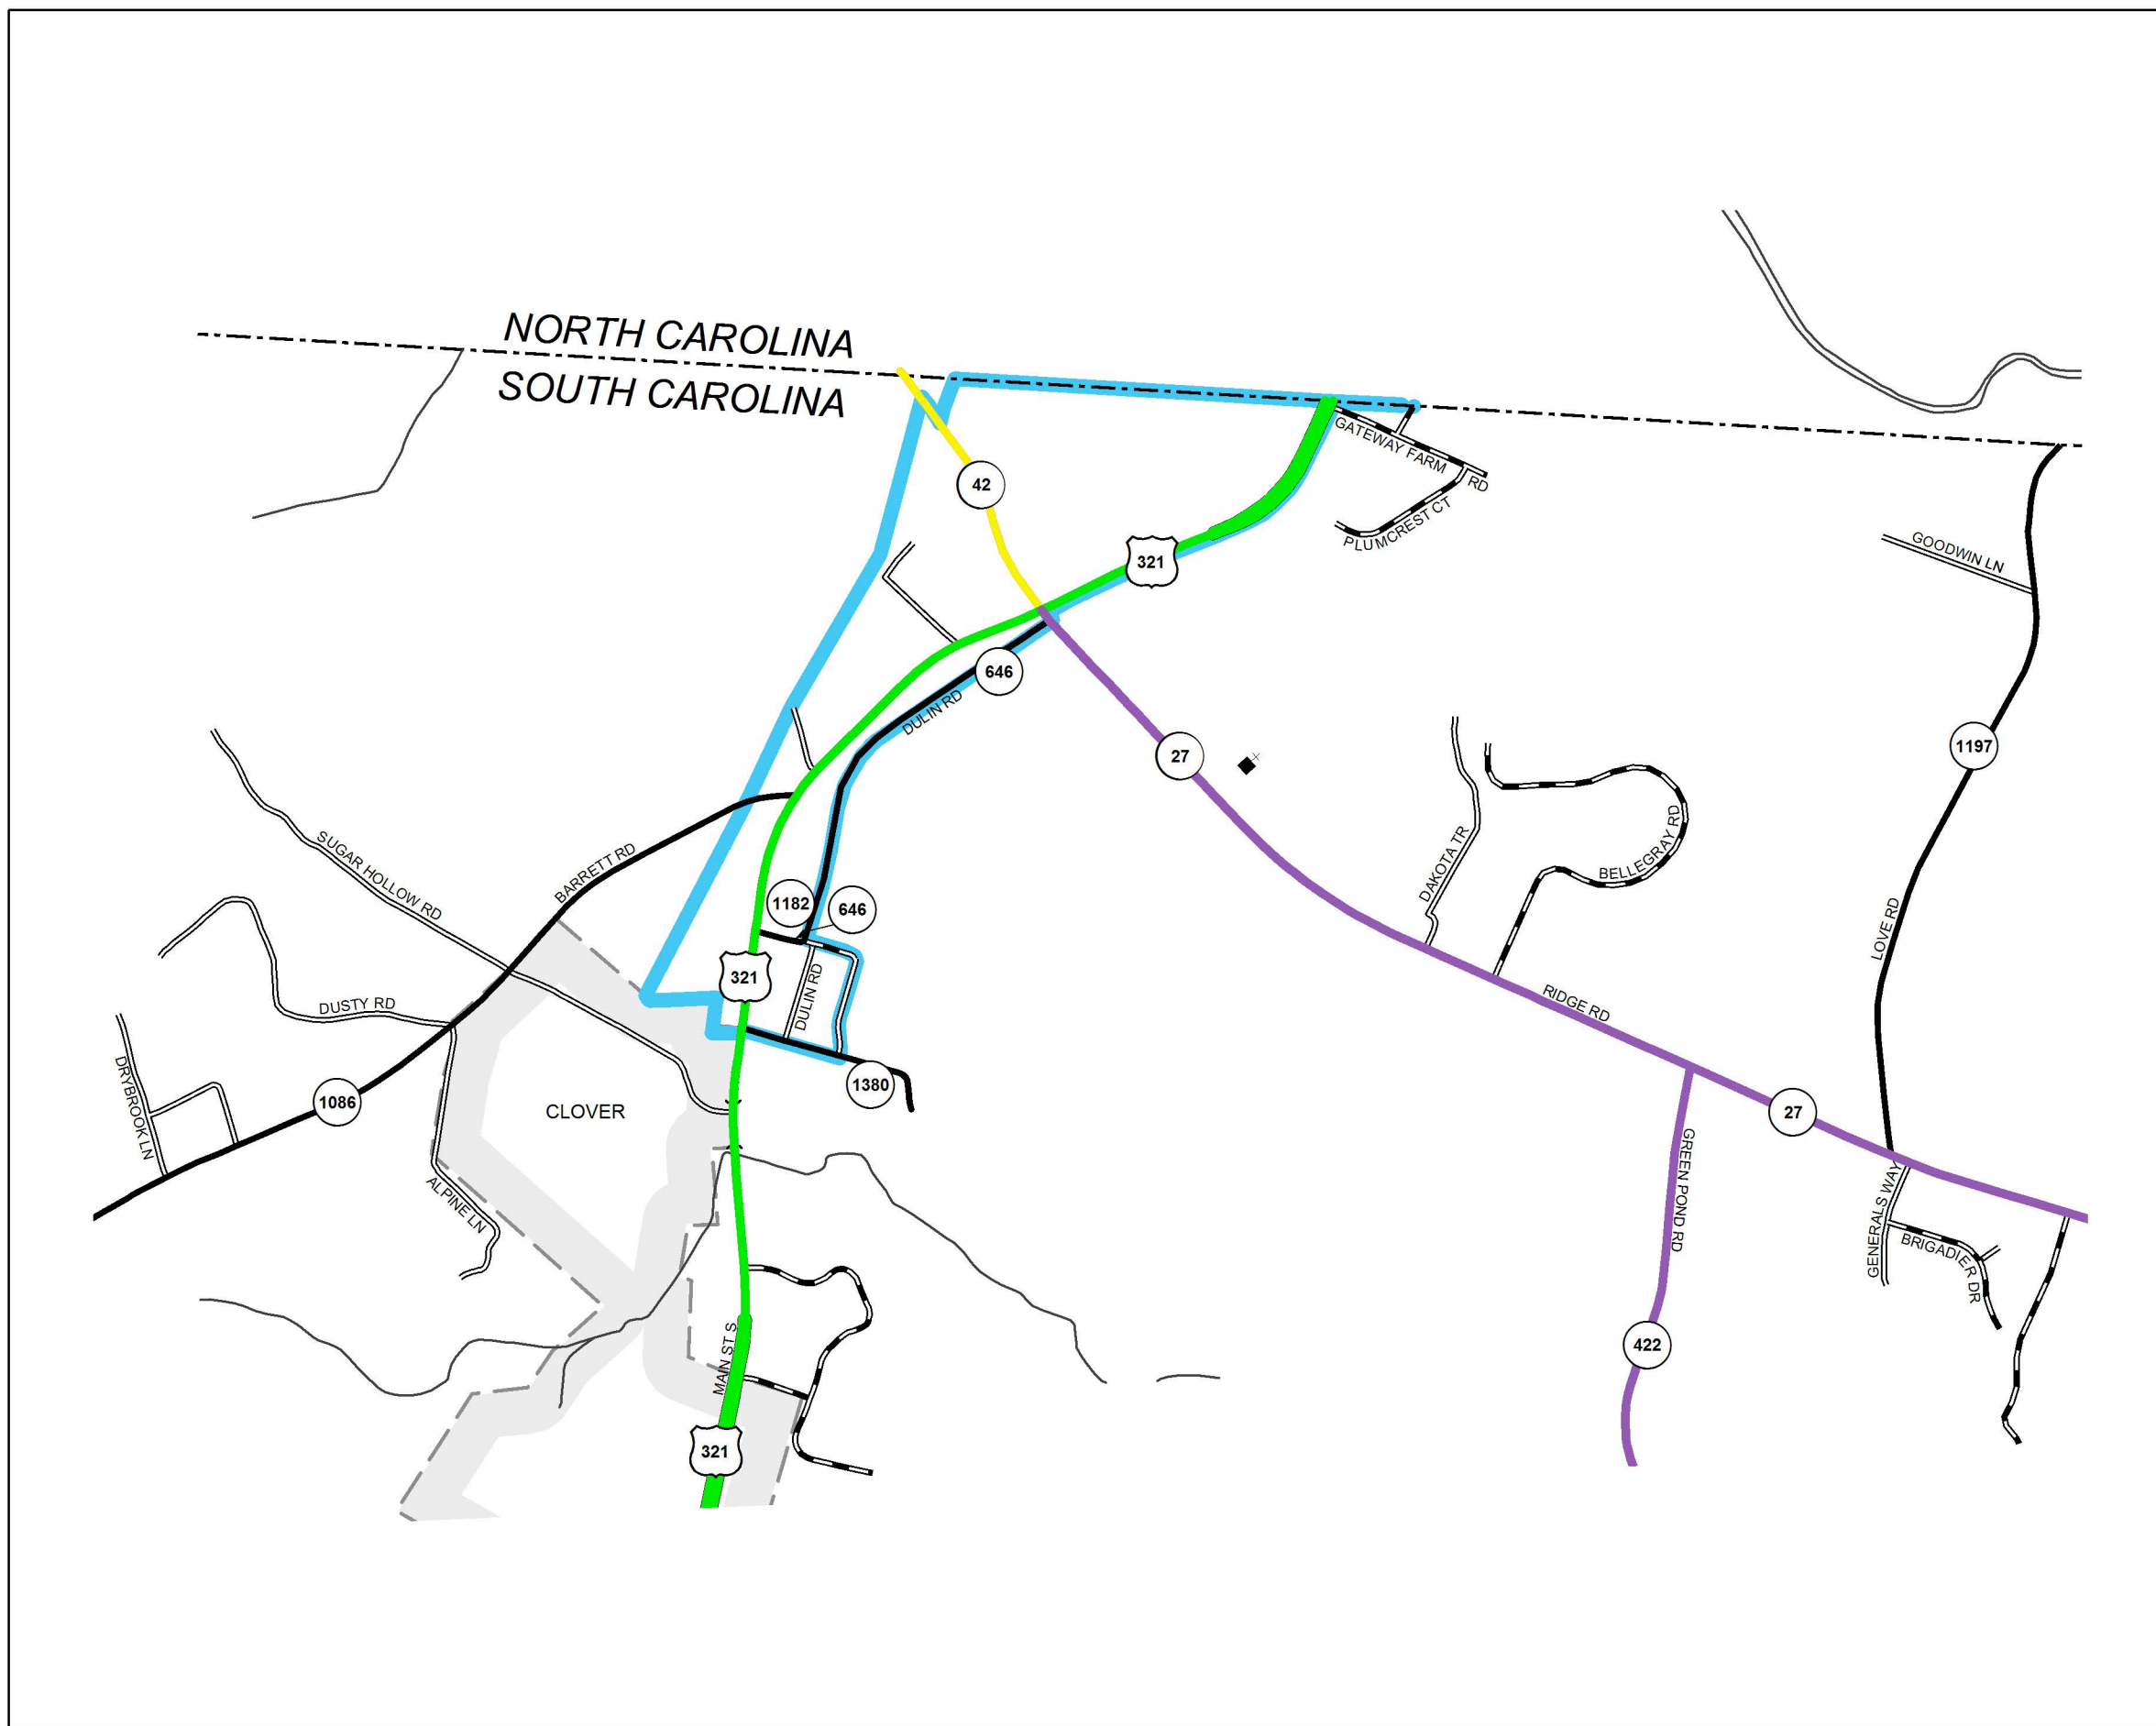 NORTH CAROLINA
SOUTH CAROLINA
GATEWAY FARM RD
42
PLUMCREST CT
GOODWIN LN
321
646
DULIN RD
1197
27
SUGAR HOLLOW RD
BARRETT RD
DAKOTA TR
BELLEGRAY RD
1182
646
LOVE RD
321
DULIN RD
DUSTY RD
RIDGE RD
DRYBROOK LN
1086
CLOVER
1380
27
ALPINE LN
GREEN POND RD
GENERALS WAY
BRIGADIER DR
MAIN ST S
422
321